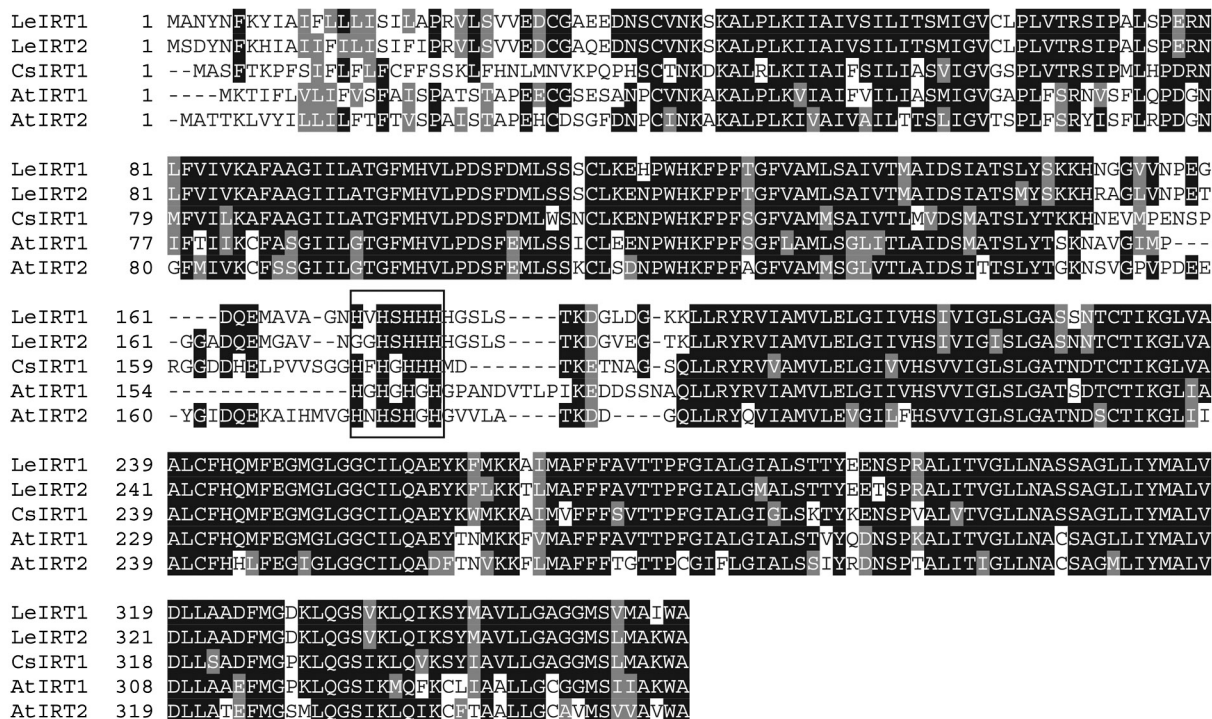 LeIRT1 1 MANYNFKYIAIFLLLISILAPRVLSVVEDCGAEEDNSCVNKSKALPLKIIAIVSILITSMIGVCLPLVTRSIPALSPERN
LeIRT2 1 MSDYNFKHIAIIFILISIFIPRVLSVVEDCGAQEDNSCVNKSKALPLKIIAIVSILITSMIGVCLPLVTRSIPALSPERN
CsIRT1 1 --MASFTKPFSIFLFLFCFFSSKLFHNLMNVKPQPHSCTNKDKALRLKIIAIFSILIASVIGVGSPLVTRSIPMLHPDRN
AtIRT1 1 ----MKTIFLVLIFVSFAISPATSTAPEECGSESANPCVNKAKALPLKVIAIFVILIASMIGVGAPLFSRNVSFLQPDGN
AtIRT2 1 -MATTKLVYILLILFTFTVSPAISTAPEHCDSGFDNPCINKAKALPLKIVAIVAILTTSLIGVTSPLFSRYISFLRPDGN
LeIRT1 81 LFVIVKAFAAGIILATGFMHVLPDSFDMLSSSCLKEHPWHKFPFTGFVAMLSAIVTMAIDSIATSLYSKKHNGGVVNPEG
LeIRT2 81 LFVIVKAFAAGIILATGFMHVLPDSFDMLSSSCLKENPWHKFPFTGFVAMLSAIVTMAIDSIATSMYSKKHRAGLVNPET
CsIRT1 79 MFVILKAFAAGIILATGFMHVLPDSFDMLWSNCLKENPWHKFPFSGFVAMMSAIVTLMVDSMATSLYTKKHNEVMPENSP
AtIRT1 77 IFTIIKCFASGIILGTGFMHVLPDSFEMLSSICLEENPWHKFPFSGFLAMLSGLITLAIDSMATSLYTSKNAVGIMP---
AtIRT2 80 GFMIVKCFSSGIILGTGFMHVLPDSFEMLSSKCLSDNPWHKFPFAGFVAMMSGLVTLAIDSITTSLYTGKNSVGPVPDEE
LeIRT1 161 ----DQEMAVA-GNHVHSHHHHGSLS----TKDGLDG-KKLLRYRVIAMVLELGIIVHSIVIGLSLGASSNTCTIKGLVA
LeIRT2 161 -GGADQEMGAV--NGGHSHHHHGSLS----TKDGVEG-TKLLRYRVIAMVLELGIIVHSIVIGISLGASNNTCTIKGLVA
CsIRT1 159 RGGDDHELPVVSGGHFHGHHHMD-------TKETNAG-SQLLRYRVVAMVLELGIVVHSVVIGLSLGATNDTCTIKGLVA
AtIRT1 154 ---------------HGHGHGHGPANDVTLPIKEDDSSNAQLLRYRVIAMVLELGIIVHSVVIGLSLGATSDTCTIKGLIA
AtIRT2 160 -YGIDQEKAIHMVGHNHSHGHGVVLA----TKDD----GQLLRYQVIAMVLEVGILFHSVVIGLSLGATNDSCTIKGLII
LeIRT1 239 ALCFHQMFEGMGLGGCILQAEYKFMKKAIMAFFFAVTTPFGIALGIALSTTYEENSPRALITVGLLNASSAGLLIYMALV
LeIRT2 241 ALCFHQMFEGMGLGGCILQAEYKFLKKTLMAFFFAVTTPFGIALGMALSTTYEETSPRALITVGLLNASSAGLLIYMALV
CsIRT1 239 ALCFHQMFEGMGLGGCILQAEYKWMKKAIMVFFFSVTTPFGIALGIGLSKTYKENSPVALVTVGLLNASSAGLLIYMALV
AtIRT1 229 ALCFHQMFEGMGLGGCILQAEYTNMKKFVMAFFFAVTTPFGIALGIALSTVYQDNSPKALITVGLLNACSAGLLIYMALV
AtIRT2 239 ALCFHHLFEGIGLGGCILQADFTNVKKFLMAFFFTGTTPCGIFLGIALSSIYRDNSPTALITIGLLNACSAGMLIYMALV
LeIRT1 319 DLLAADFMGDKLQGSVKLQIKSYMAVLLGAGGMSVMAIWA
LeIRT2 321 DLLAADFMGDKLQGSVKLQIKSYMAVLLGAGGMSLMAKWA
CsIRT1 318 DLLSADFMGPKLQGSIKLQVKSYIAVLLGAGGMSLMAKWA
AtIRT1 308 DLLAAEFMGPKLQGSIKMQFKCLIAALLGCGGMSIIAKWA
AtIRT2 319 DLLATEFMGSMLQGSIKLQIKCFTAALLGCAVMSVVAVWA